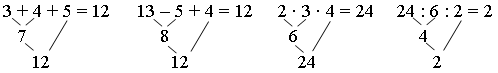 3 + 4 + 5 = 12 13 – 5 + 4 = 12 2 · 3 · 4 = 24 24 : 6 : 2 = 2
7 8 6 4
12 12 24 2